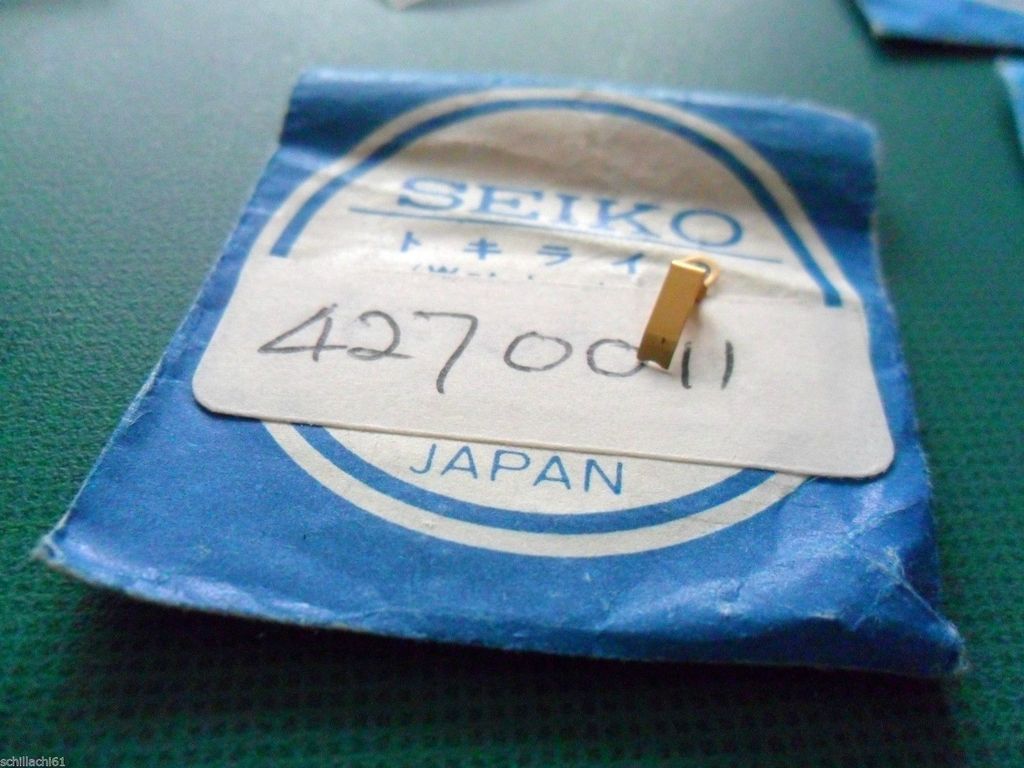 SEIKO
トキライ
4270011
JAPAN
schillachi61